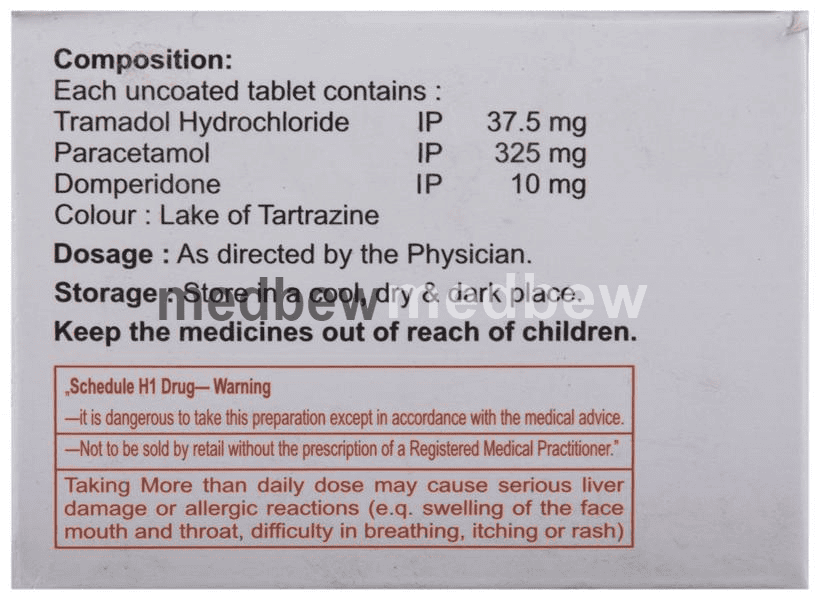 Composition:
Each uncoated tablet contains :
Tramadol Hydrochloride IP 37.5 mg
Paracetamol IP 325 mg
Domperidone IP 10 mg
Colour : Lake of Tartrazine
Dosage : As directed by the Physician.
Storage : Store in a cool, dry & dark place.
medbew medbew
Keep the medicines out of reach of children.
„Schedule H1 Drug— Warning
—it is dangerous to take this preparation except in accordance with the medical advice.
—Not to be sold by retail without the prescription of a Registered Medical Practitioner.”
Taking More than daily dose may cause serious liver
damage or allergic reactions (e.q. swelling of the face
mouth and throat, difficulty in breathing, itching or rash)